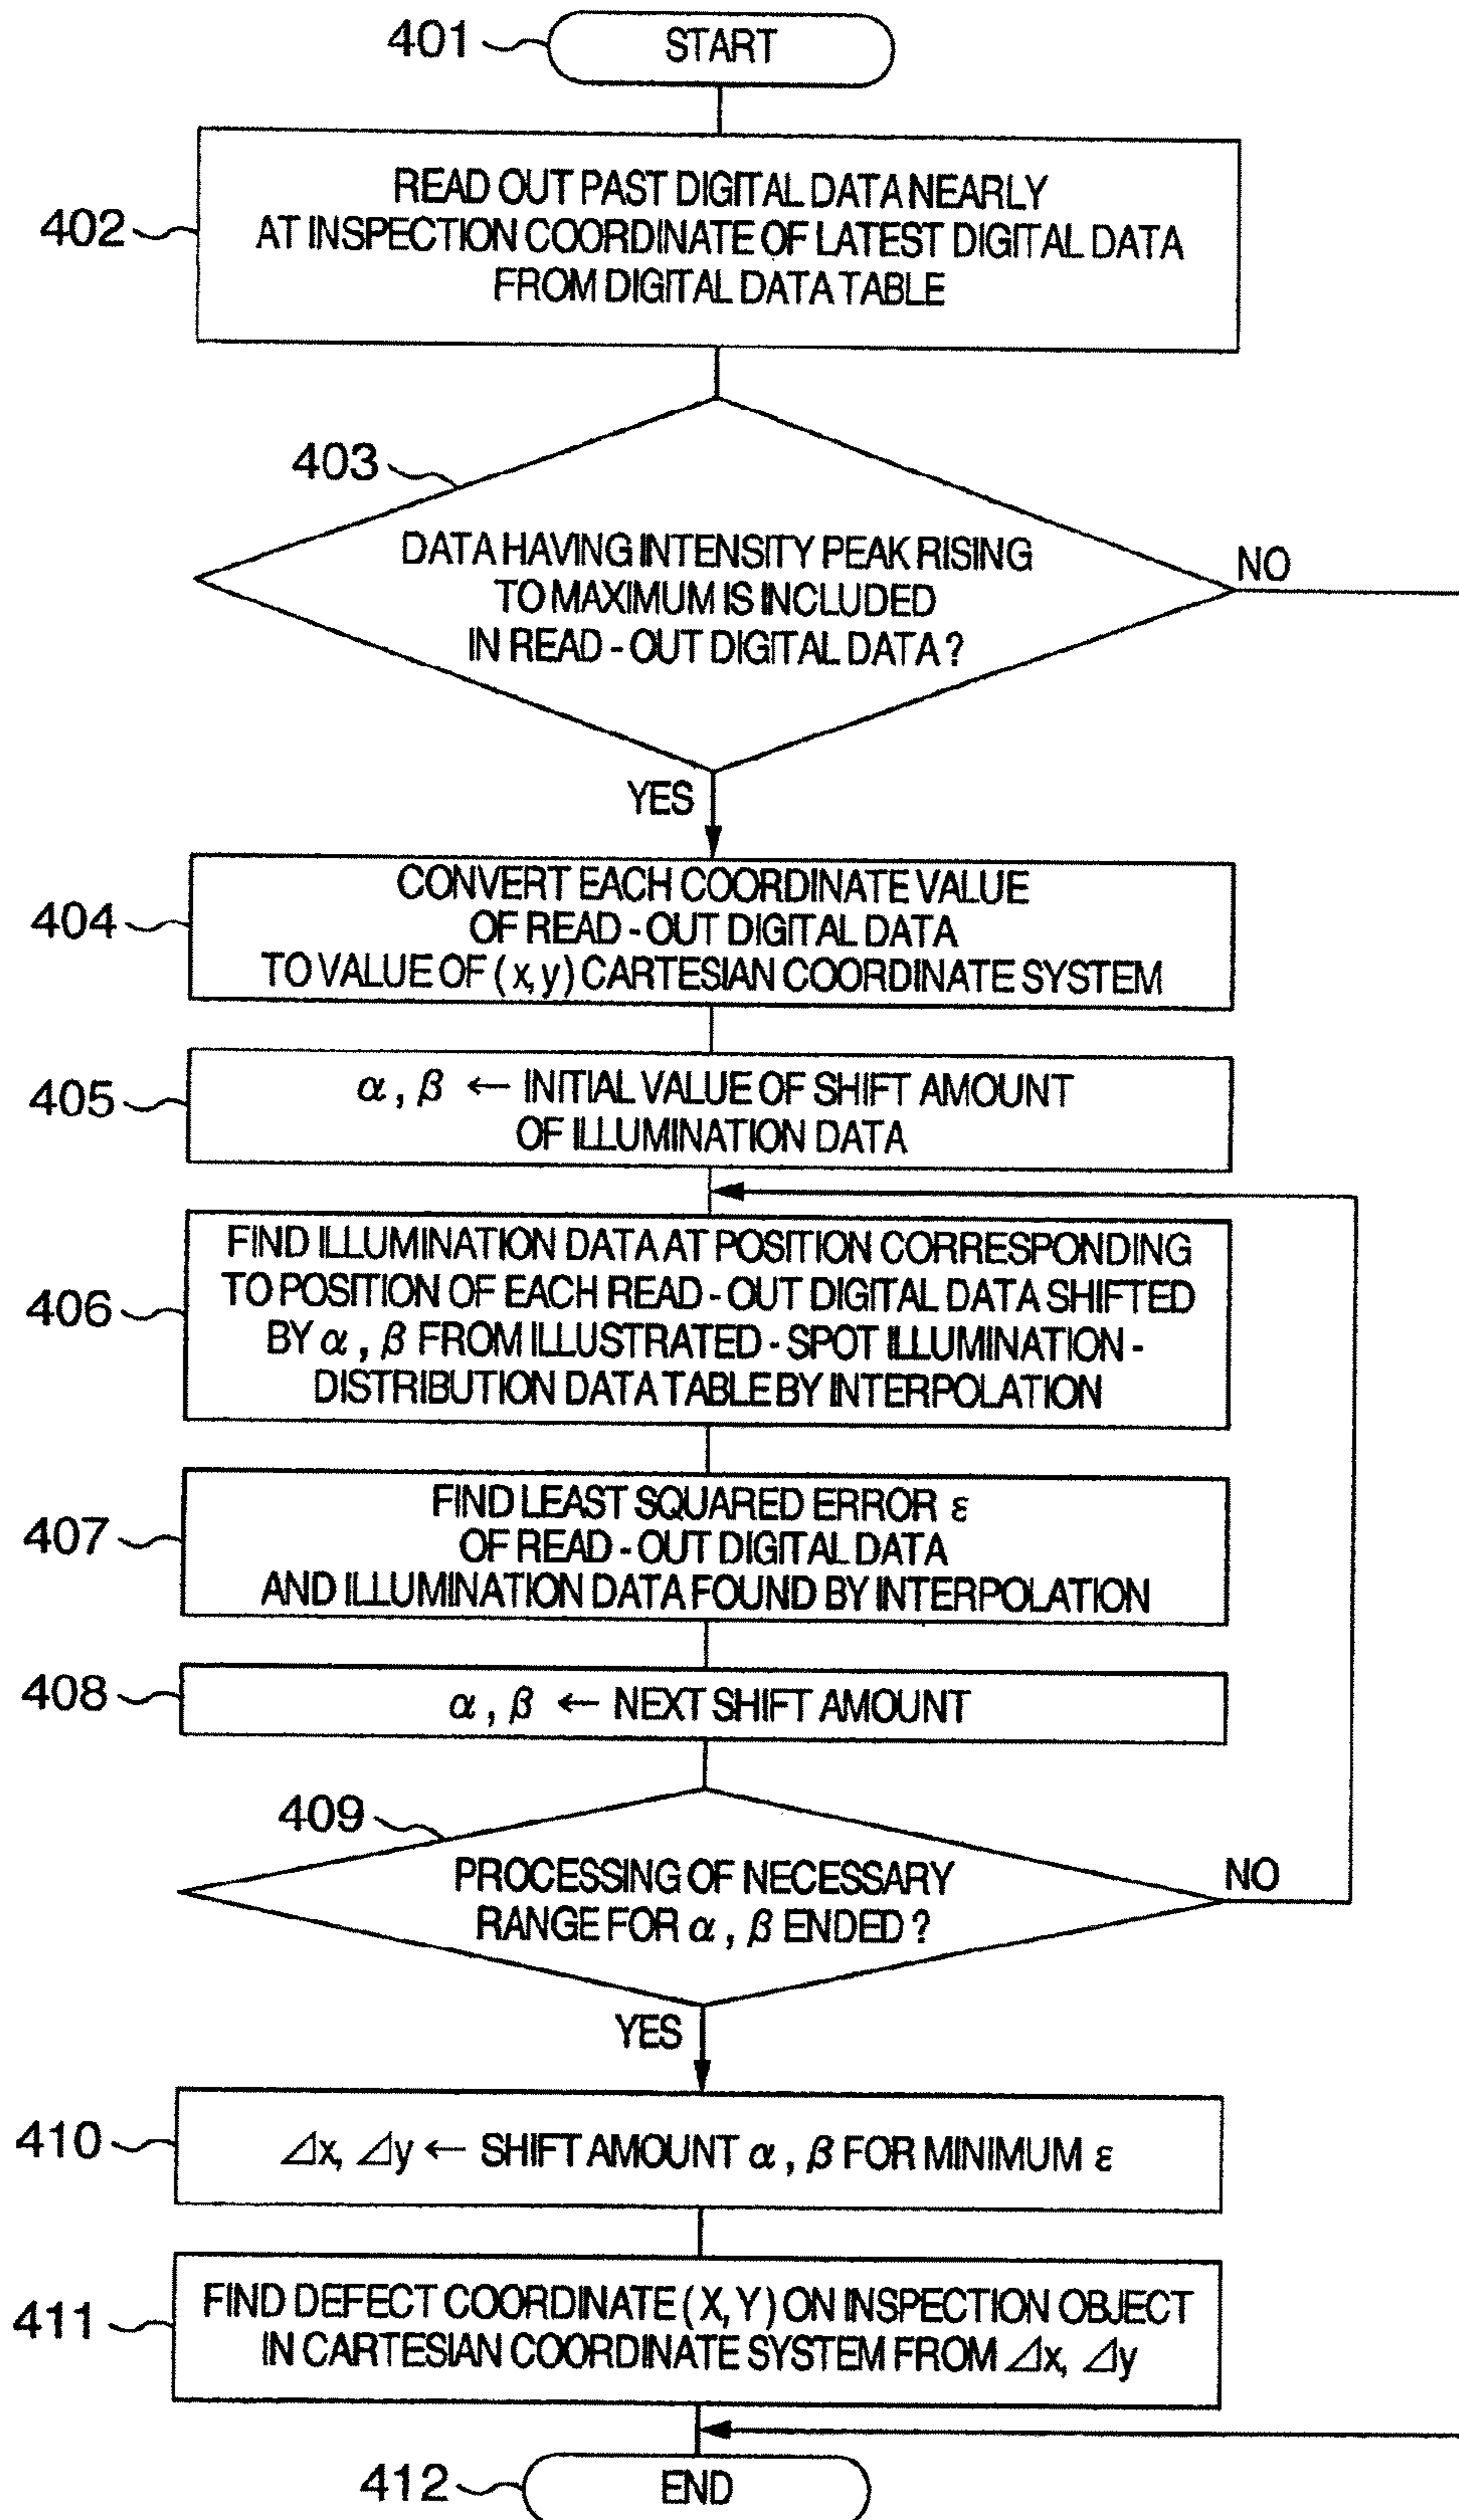 401
START
402
READ OUT PAST DIGITAL DATA NEARLY
AT INSPECTION COORDINATE OF LATEST DIGITAL DATA
FROM DIGITAL DATA TABLE
403
DATA HAVING INTENSITY PEAK RISING
TO MAXIMUM IS INCLUDED
IN READ-OUT DIGITAL DATA?
NO
YES
404
CONVERT EACH COORDINATE VALUE
OF READ-OUT DIGITAL DATA
TO VALUE OF (x,y) CARTESIAN COORDINATE SYSTEM
405
α, β ← INITIAL VALUE OF SHIFT AMOUNT
OF ILLUMINATION DATA
406
FIND ILLUMINATION DATA AT POSITION CORRESPONDING
TO POSITION OF EACH READ-OUT DIGITAL DATA SHIFTED
BY α, β FROM ILLUSTRATED-SPOT ILLUMINATION-
DISTRIBUTION DATA TABLE BY INTERPOLATION
407
FIND LEAST SQUARED ERROR ε
OF READ-OUT DIGITAL DATA
AND ILLUMINATION DATA FOUND BY INTERPOLATION
408
α, β ← NEXT SHIFT AMOUNT
409
PROCESSING OF NECESSARY
RANGE FOR α, β ENDED?
NO
YES
410
⊿x, ⊿y ← SHIFT AMOUNT α, β FOR MINIMUM ε
411
FIND DEFECT COORDINATE (X, Y) ON INSPECTION OBJECT
IN CARTESIAN COORDINATE SYSTEM FROM ⊿x, ⊿y
412
END